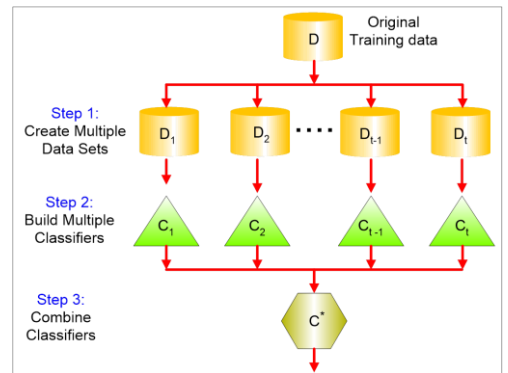 Original
Training data
D
Step 1:
Create Multiple
Data Sets
D1 D2 .... Dt-1 Dt
Step 2:
Build Multiple
Classifiers
C1 C2 Ct-1 Ct
Step 3:
Combine
Classifiers
C*